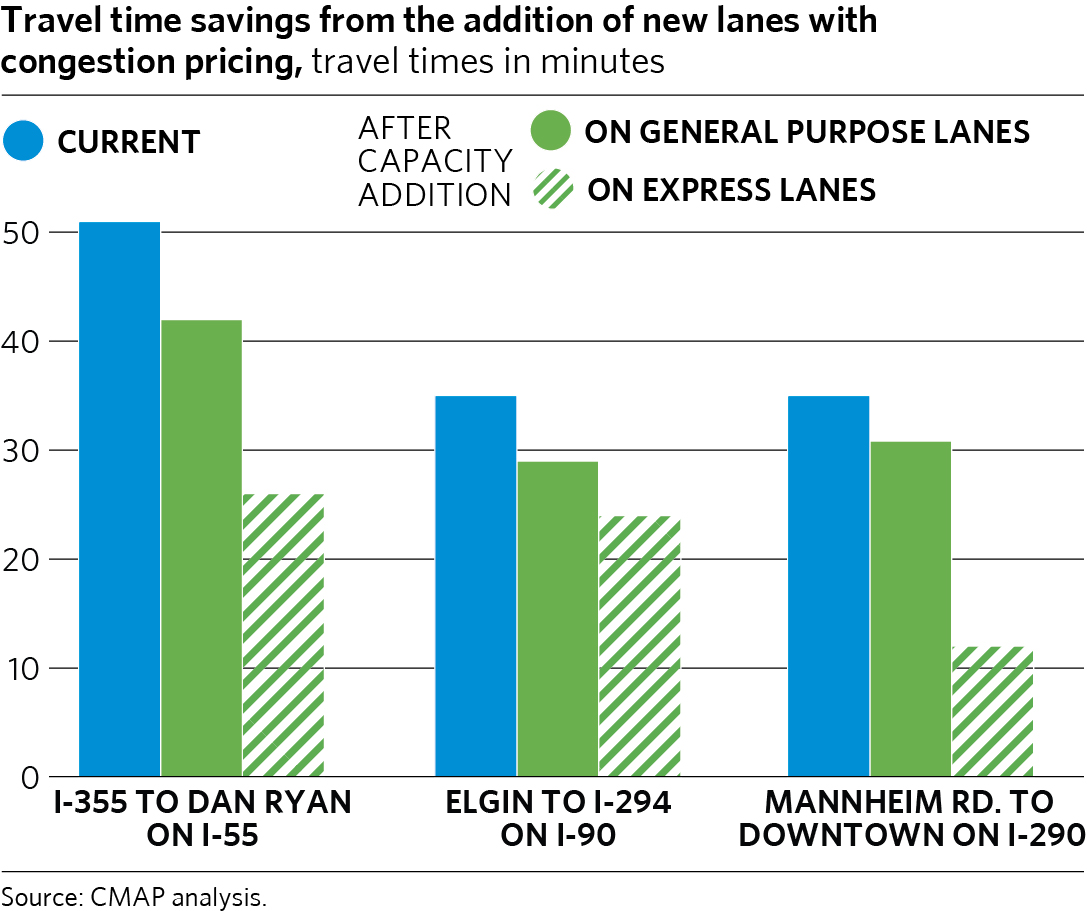 Travel time savings from the addition of new lanes with
congestion pricing, travel times in minutes
CURRENT
AFTER
CAPACITY
ADDITION
ON GENERAL PURPOSE LANES
ON EXPRESS LANES
50
40
30
20
10
0
I-355 TO DAN RYAN
ON I-55
ELGIN TO I-294
ON I-90
MANNHEIM RD. TO
DOWNTOWN ON I-290
Source: CMAP analysis.